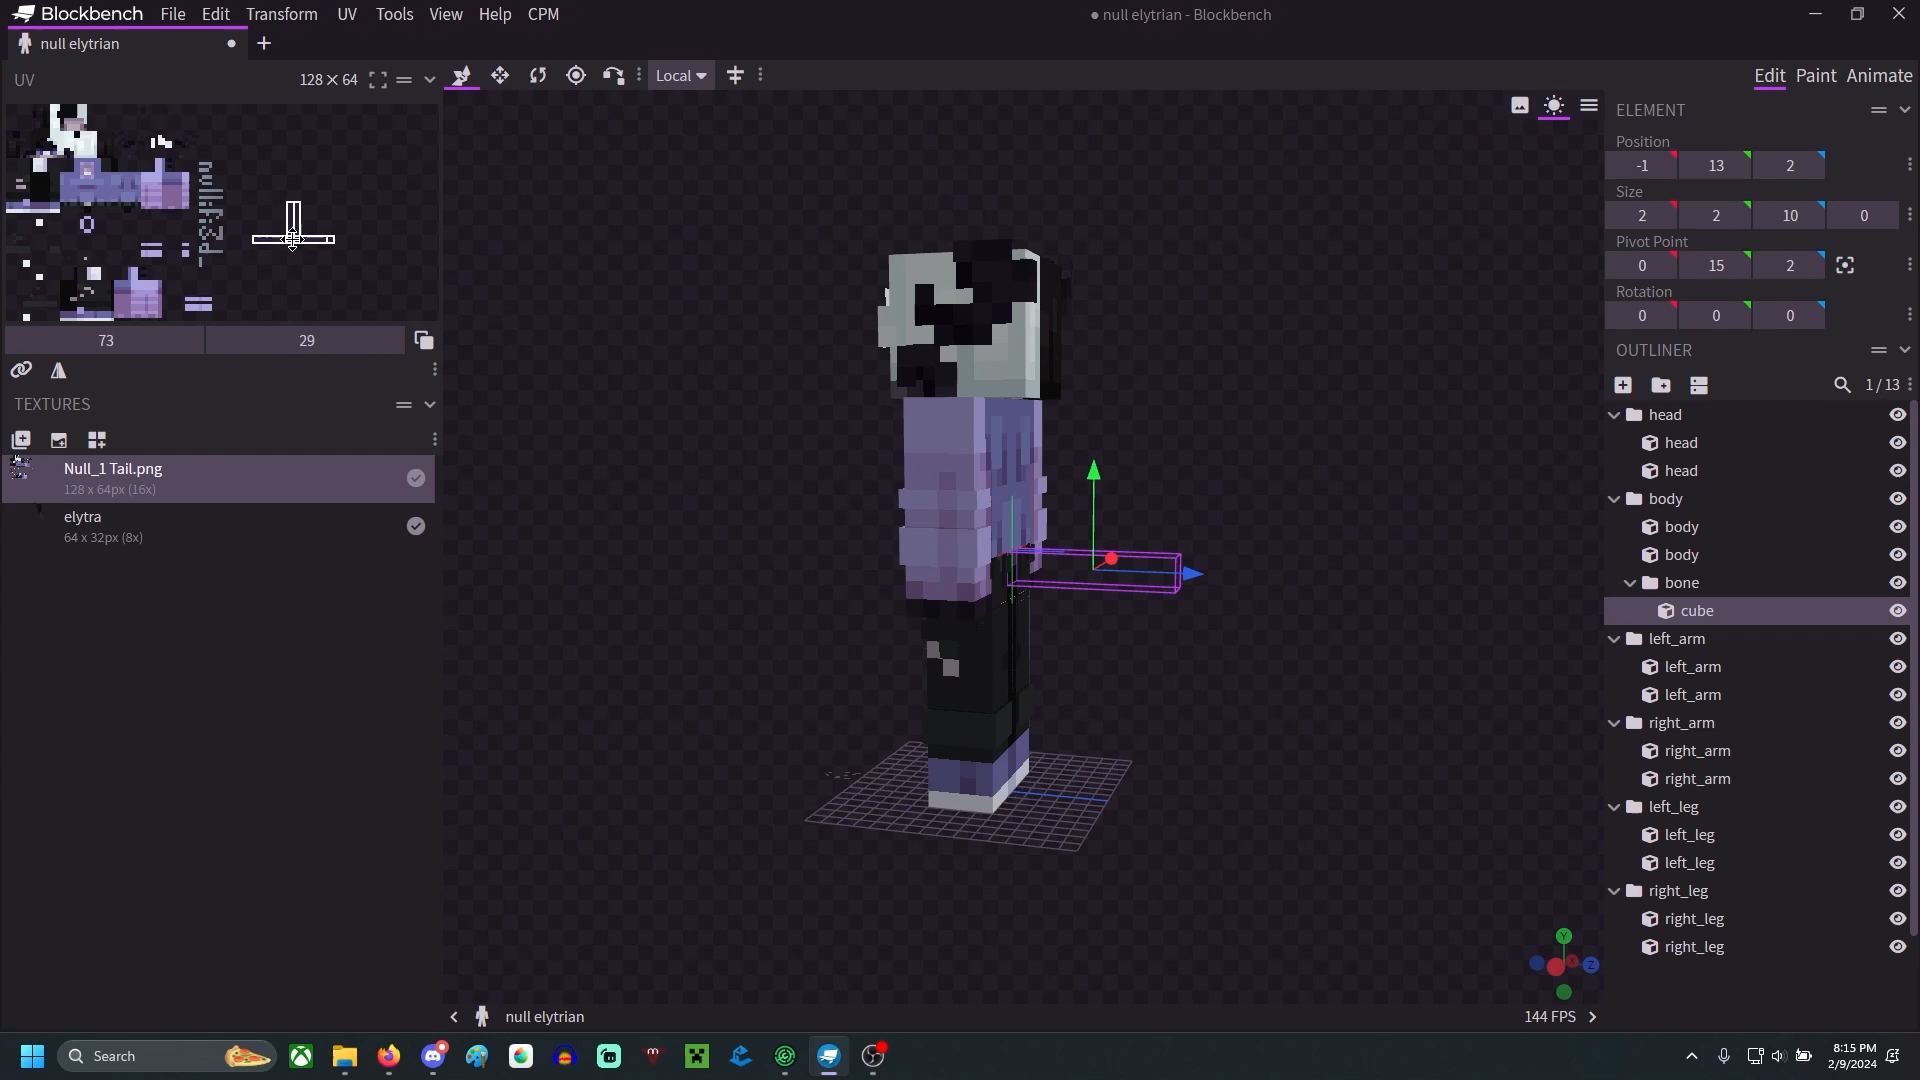 Blockbench File Edit Transform UV Tools View Help CPM
● null elytrian - Blockbench
null elytrian
UV 128 × 64
Local
Edit Paint Animate
ELEMENT
Position
-1 13 2
Size
2 2 10 0
Pivot Point
0 15 2
Rotation
0 0 0
73 29
TEXTURES
Null_1 Tail.png
128 x 64px (16x)
elytra
64 x 32px (8x)
OUTLINER
1 / 13
head
head
head
body
body
body
bone
cube
left_arm
left_arm
left_arm
right_arm
right_arm
right_arm
left_leg
left_leg
left_leg
right_leg
right_leg
right_leg
Y
X
Z
null elytrian
144 FPS
Search
8:15 PM
2/9/2024